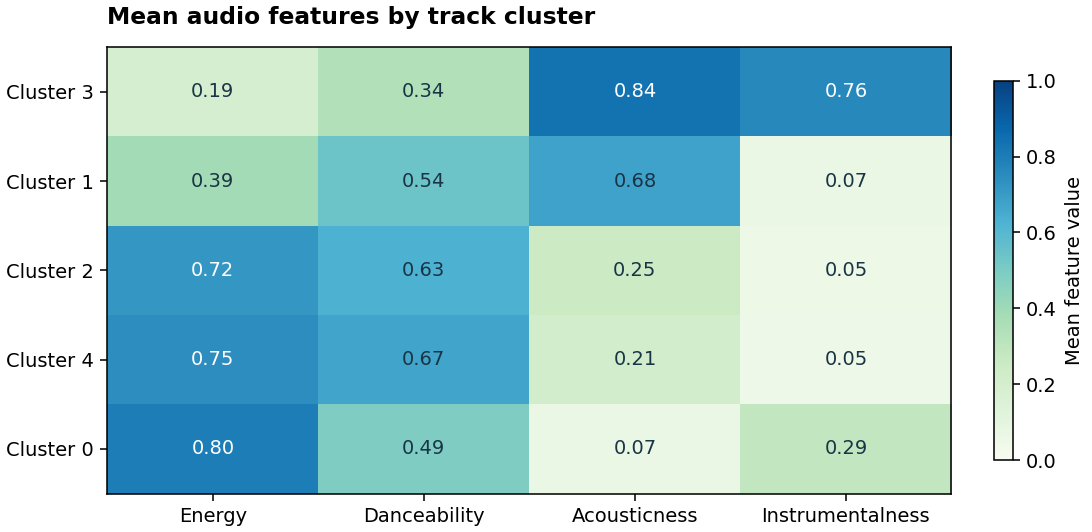 Mean audio features by track cluster
Cluster 3 0.19 0.34 0.84 0.76
Cluster 1 0.39 0.54 0.68 0.07
Cluster 2 0.72 0.63 0.25 0.05
Cluster 4 0.75 0.67 0.21 0.05
Cluster 0 0.80 0.49 0.07 0.29
Energy Danceability Acousticness Instrumentalness
1.0
0.8
0.6
0.4
0.2
0.0
Mean feature value